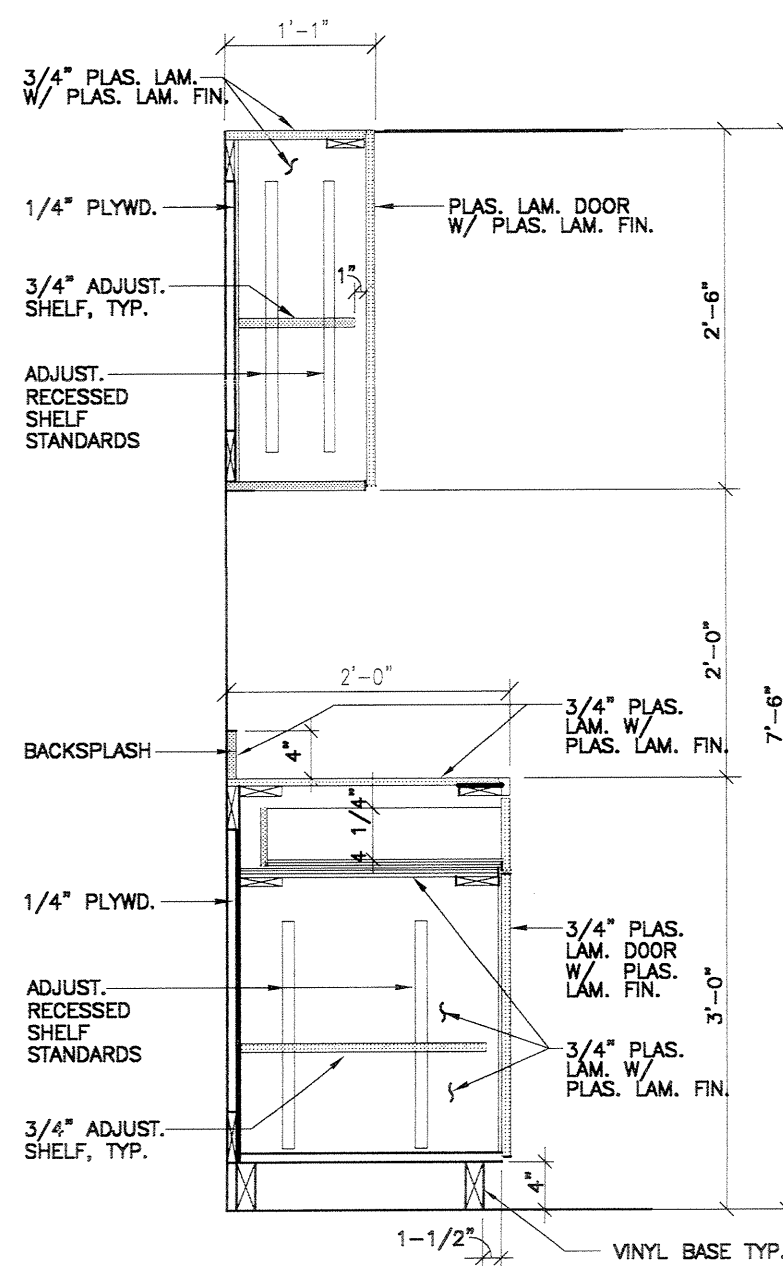 1'-1"
3/4" PLAS. LAM.
W/ PLAS. LAM. FIN.
1/4" PLYWD.
PLAS. LAM. DOOR
W/ PLAS. LAM. FIN.
3/4" ADJUST.
SHELF, TYP.
1"
2'-6"
ADJUST.
RECESSED
SHELF
STANDARDS
2'-0"
2'-0"
7'-6"
3/4" PLAS.
LAM. W/
PLAS. LAM. FIN.
BACKSPLASH
4"
4 1/4"
1/4" PLYWD.
3/4" PLAS.
LAM. DOOR
W/ PLAS.
LAM. FIN.
3'-0"
ADJUST.
RECESSED
SHELF
STANDARDS
3/4" PLAS.
LAM. W/
PLAS. LAM. FIN.
3/4" ADJUST.
SHELF, TYP.
4"
1-1/2"
VINYL BASE TYP.